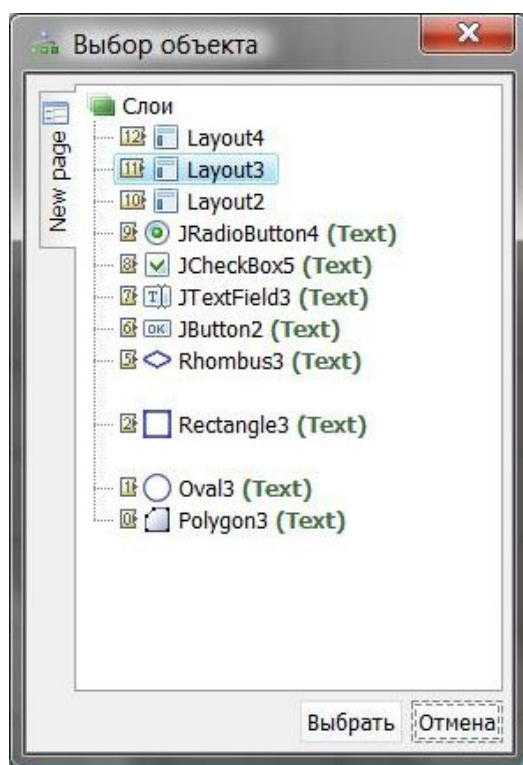 Выбор объекта
New page
Слои
12 Layout4
11 Layout3
10 Layout2
9 JRadioButton4 (Text)
8 JCheckBox5 (Text)
7 T JTextField3 (Text)
6 OK JButton2 (Text)
5 Rhombus3 (Text)
2 Rectangle3 (Text)
1 Oval3 (Text)
0 Polygon3 (Text)
Выбрать Отмена